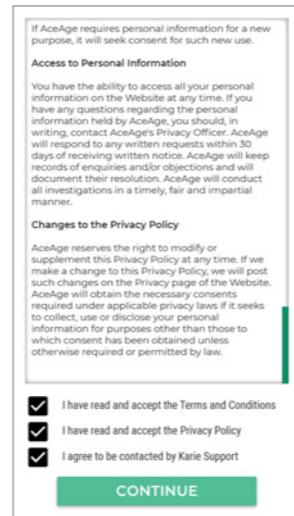 If AceAge requires personal information for a new
purpose, it will seek consent for such new use.
Access to Personal Information
You have the ability to access all your personal
information on the Website at any time. If you
have any questions regarding the personal
information held by AceAge, you should, in
writing, contact AceAge's Privacy Officer. AceAge
will respond to any written requests within 30
days of receiving written notice. AceAge will keep
records of enquiries and/or objections and will
document their resolution. AceAge will conduct
all investigations in a timely, fair and impartial
manner.
Changes to the Privacy Policy
AceAge reserves the right to modify or
supplement this Privacy Policy at any time. If we
make a change to this Privacy Policy, we will post
such changes on the Privacy page of the Website.
AceAge will obtain the necessary consents
required under applicable privacy laws if it seeks
to collect, use or disclose your personal
information for purposes other than those to
which consent has been obtained unless
otherwise required or permitted by law.
I have read and accept the Terms and Conditions
I have read and accept the Privacy Policy
I agree to be contacted by Karie Support
CONTINUE